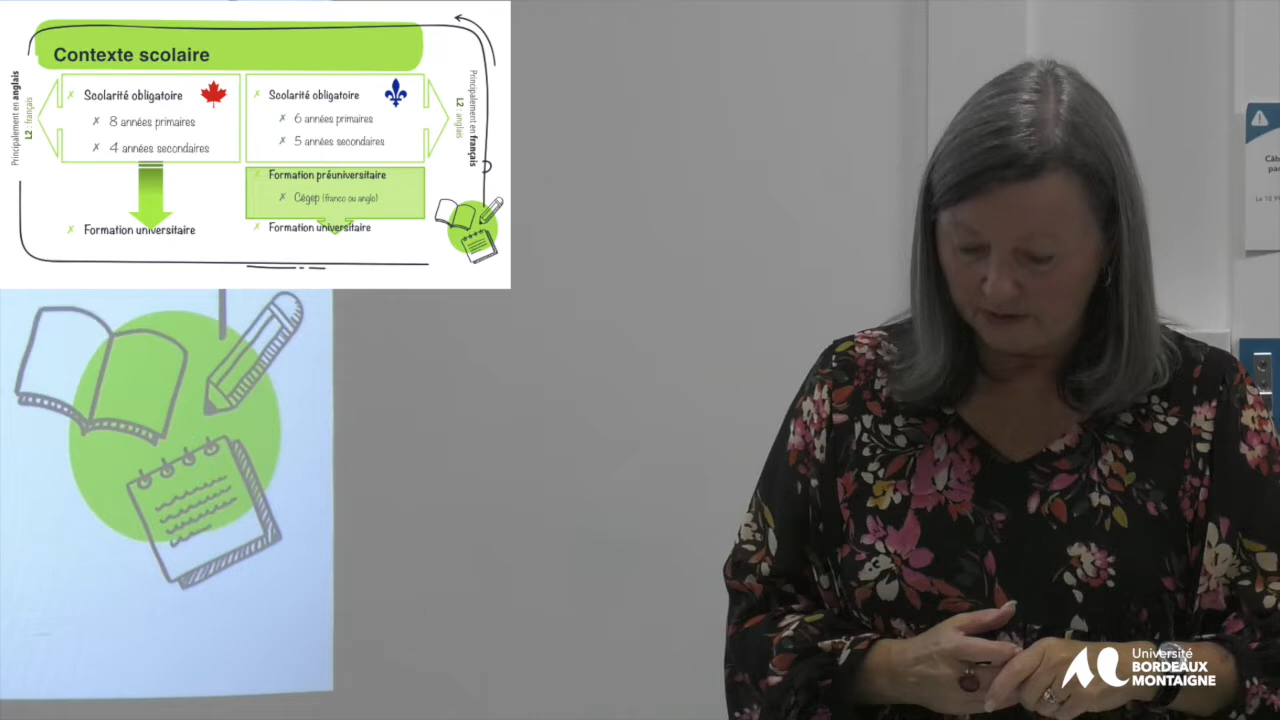 Contexte scolaire
Principalement en anglais
L2 : français
Scolarité obligatoire
8 années primaires
4 années secondaires
Formation universitaire
Scolarité obligatoire
6 années primaires
5 années secondaires
Formation préuniversitaire
Cégep (franco ou anglo)
Formation universitaire
Principalement en français
L2 : anglais
Université
BORDEAUX
MONTAIGNE